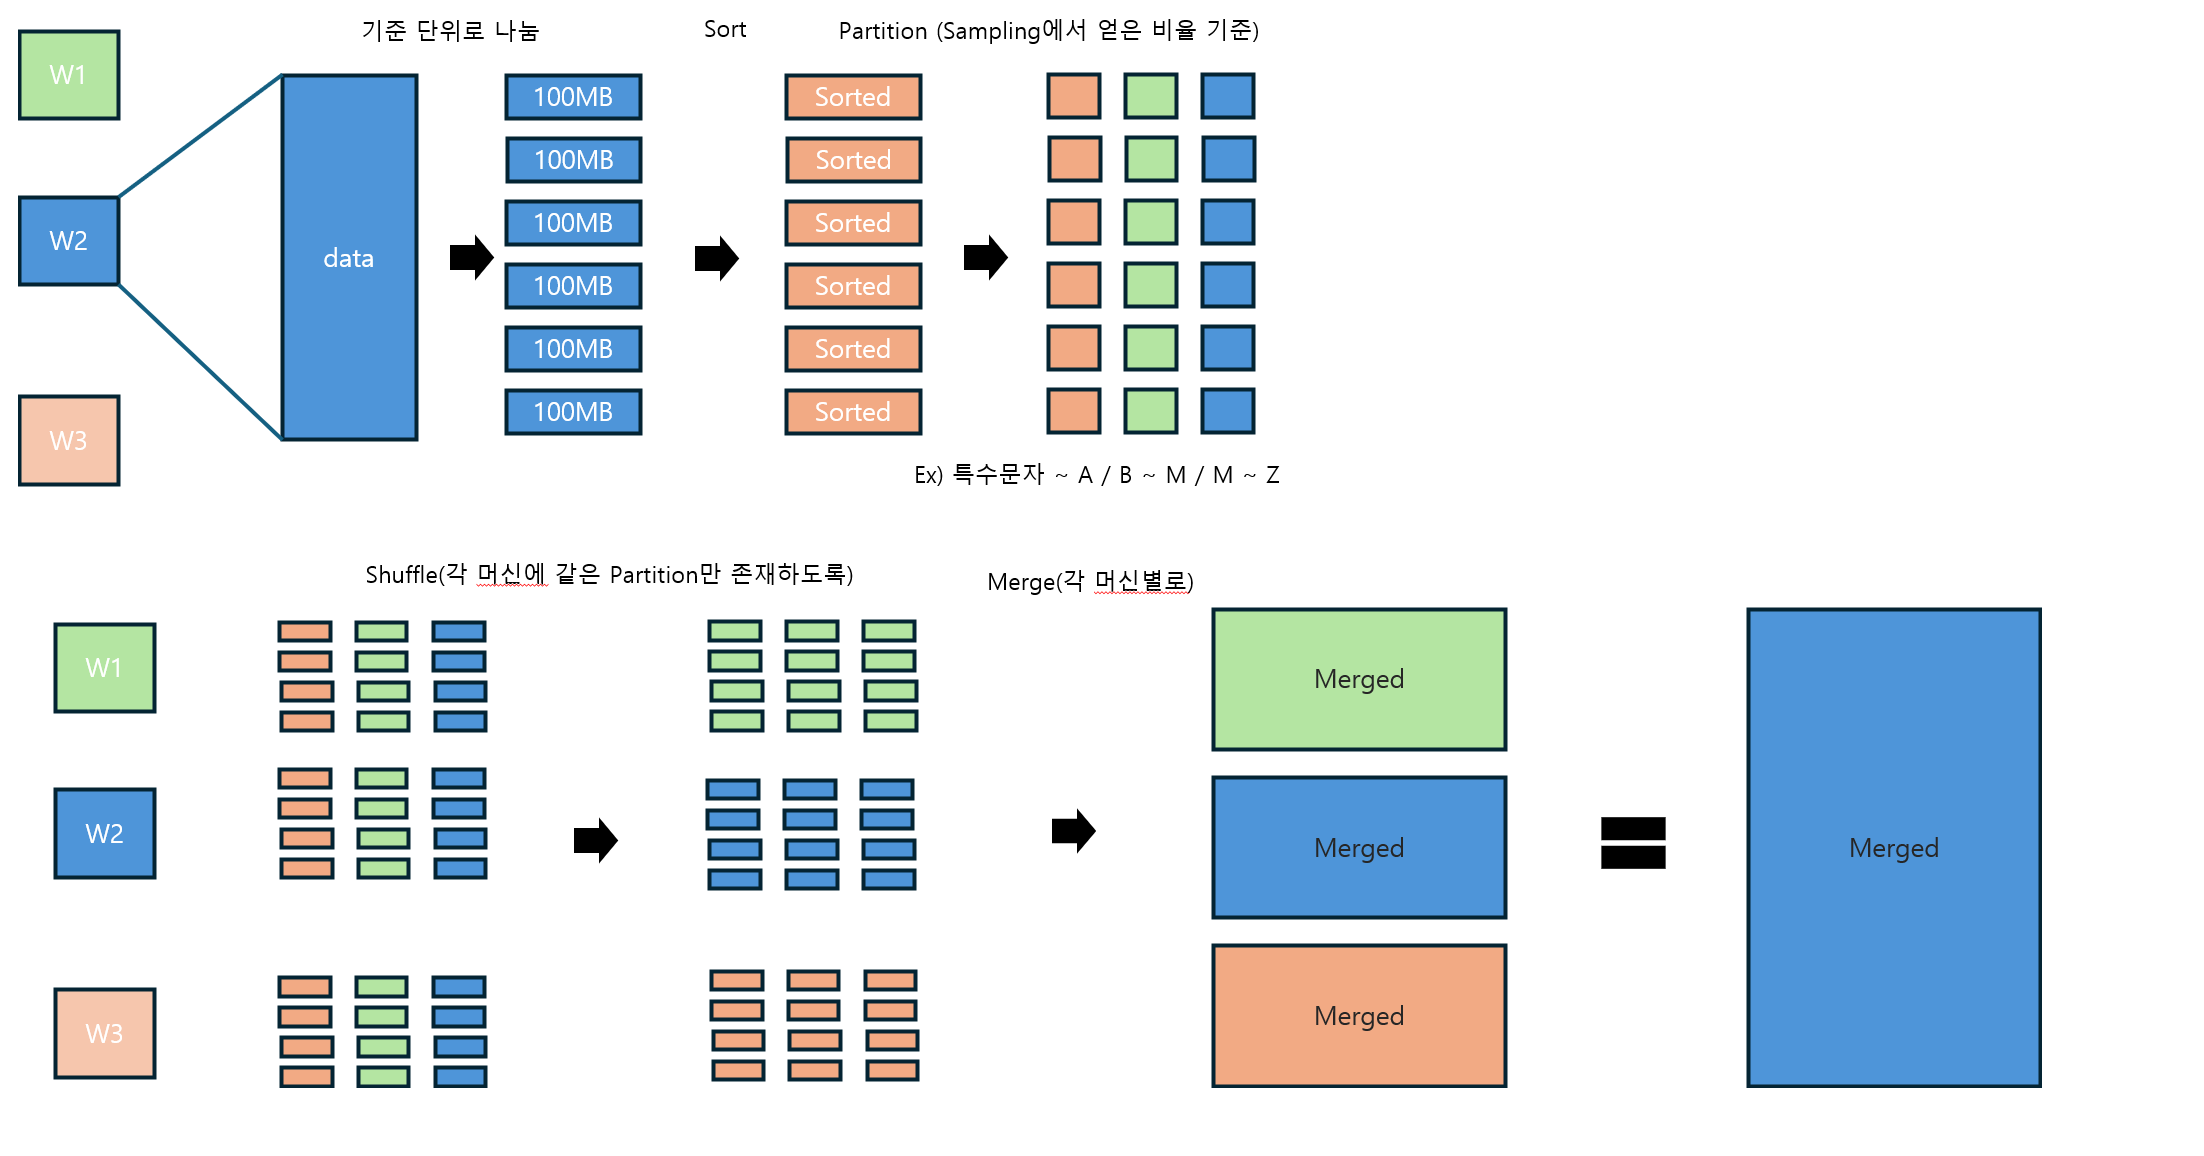 기준 단위로 나눔
Sort
Partition (Sampling에서 얻은 비율 기준)
W1
W2
W3
data
100MB
100MB
100MB
100MB
100MB
100MB
Sorted
Sorted
Sorted
Sorted
Sorted
Sorted
Ex) 특수문자 ~ A / B ~ M / M ~ Z
Shuffle(각 머신에 같은 Partition만 존재하도록)
Merge(각 머신별로)
W1
W2
W3
Merged
Merged
Merged
Merged